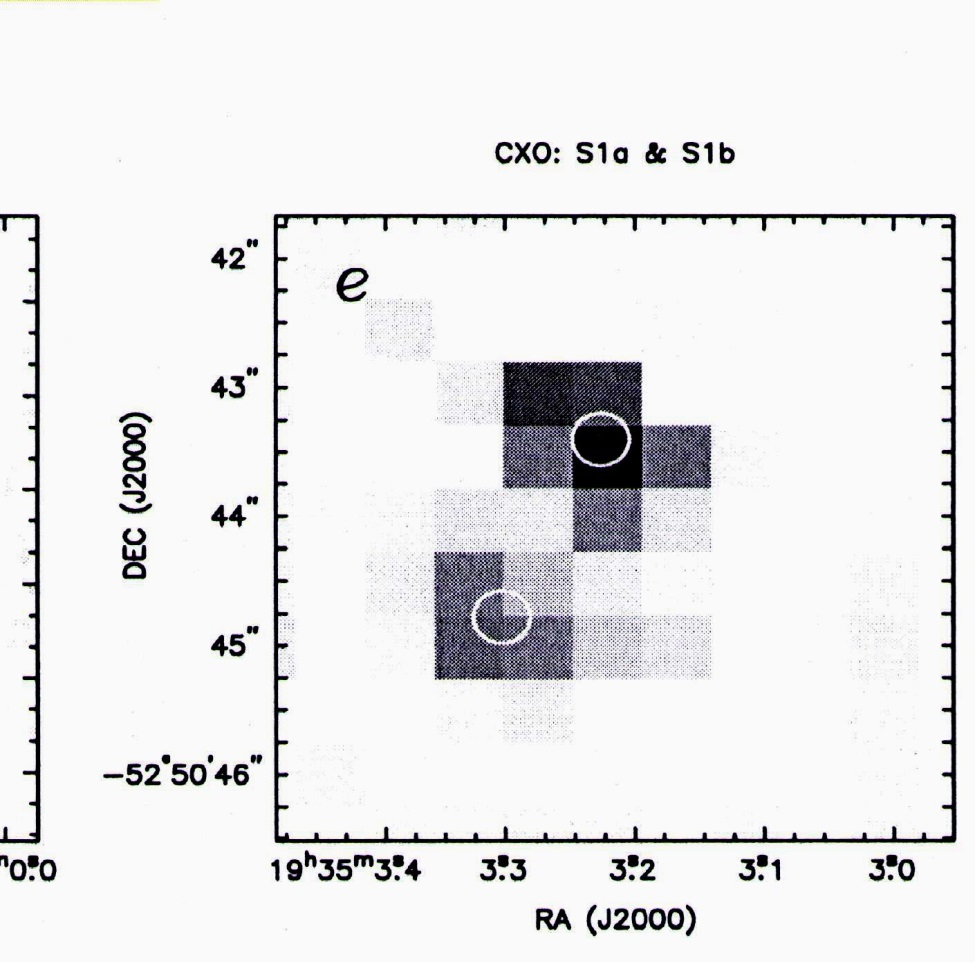 CXO: S1a & S1b
e
42"
43"
44"
45"
−52°50'46"
DEC (J2000)
19ʰ35ᵐ3ˢ.4 3ˢ.3 3ˢ.2 3ˢ.1 3ˢ.0
RA (J2000)